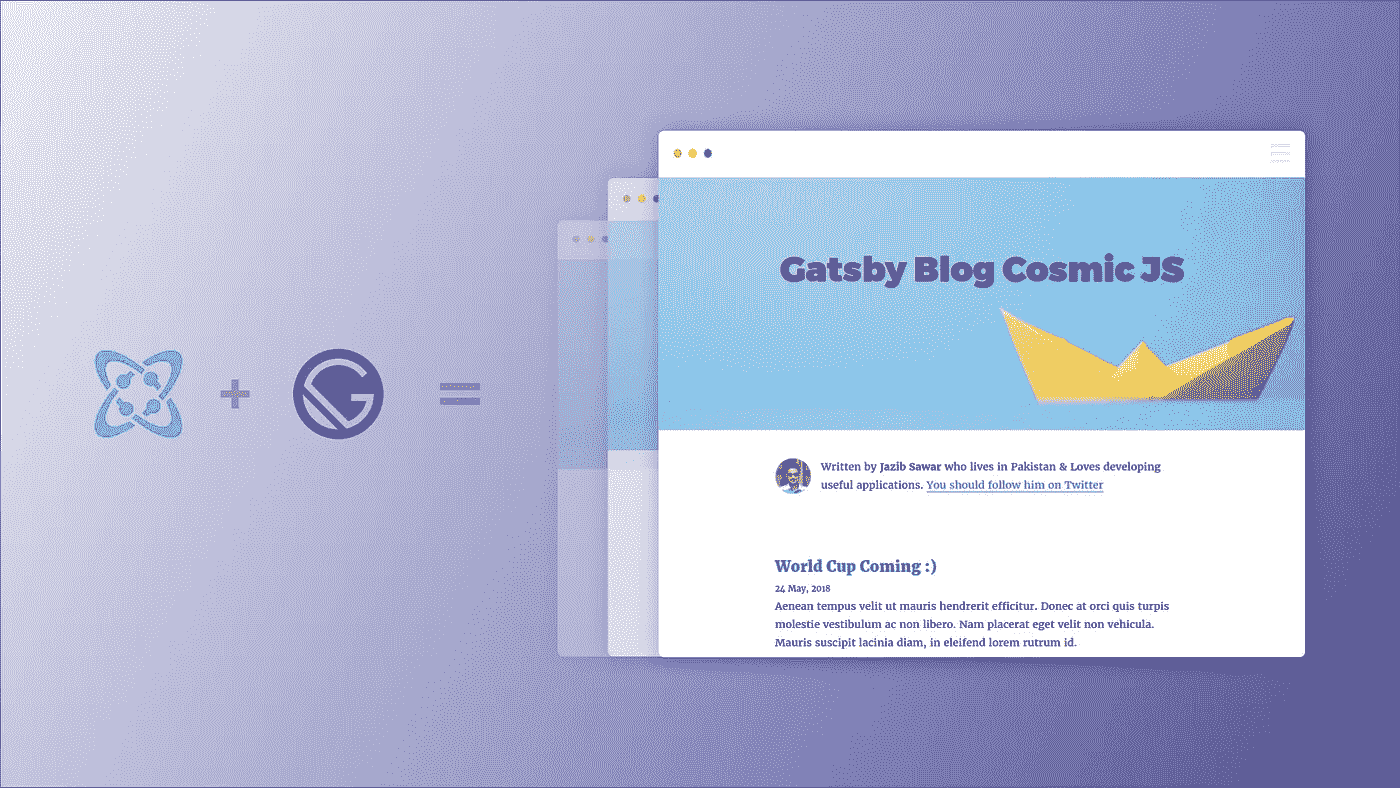 Gatsby Blog Cosmic JS
Written by Jazib Sawar who lives in Pakistan & Loves developing
useful applications. You should follow him on Twitter
World Cup Coming :)
24 May, 2018
Aenean tempus velit ut mauris hendrerit efficitur. Donec at orci quis turpis
molestie vestibulum ac non libero. Nam placerat eget velit non vehicula.
Mauris suscipit lacinia diam, in eleifend lorem rutrum id.